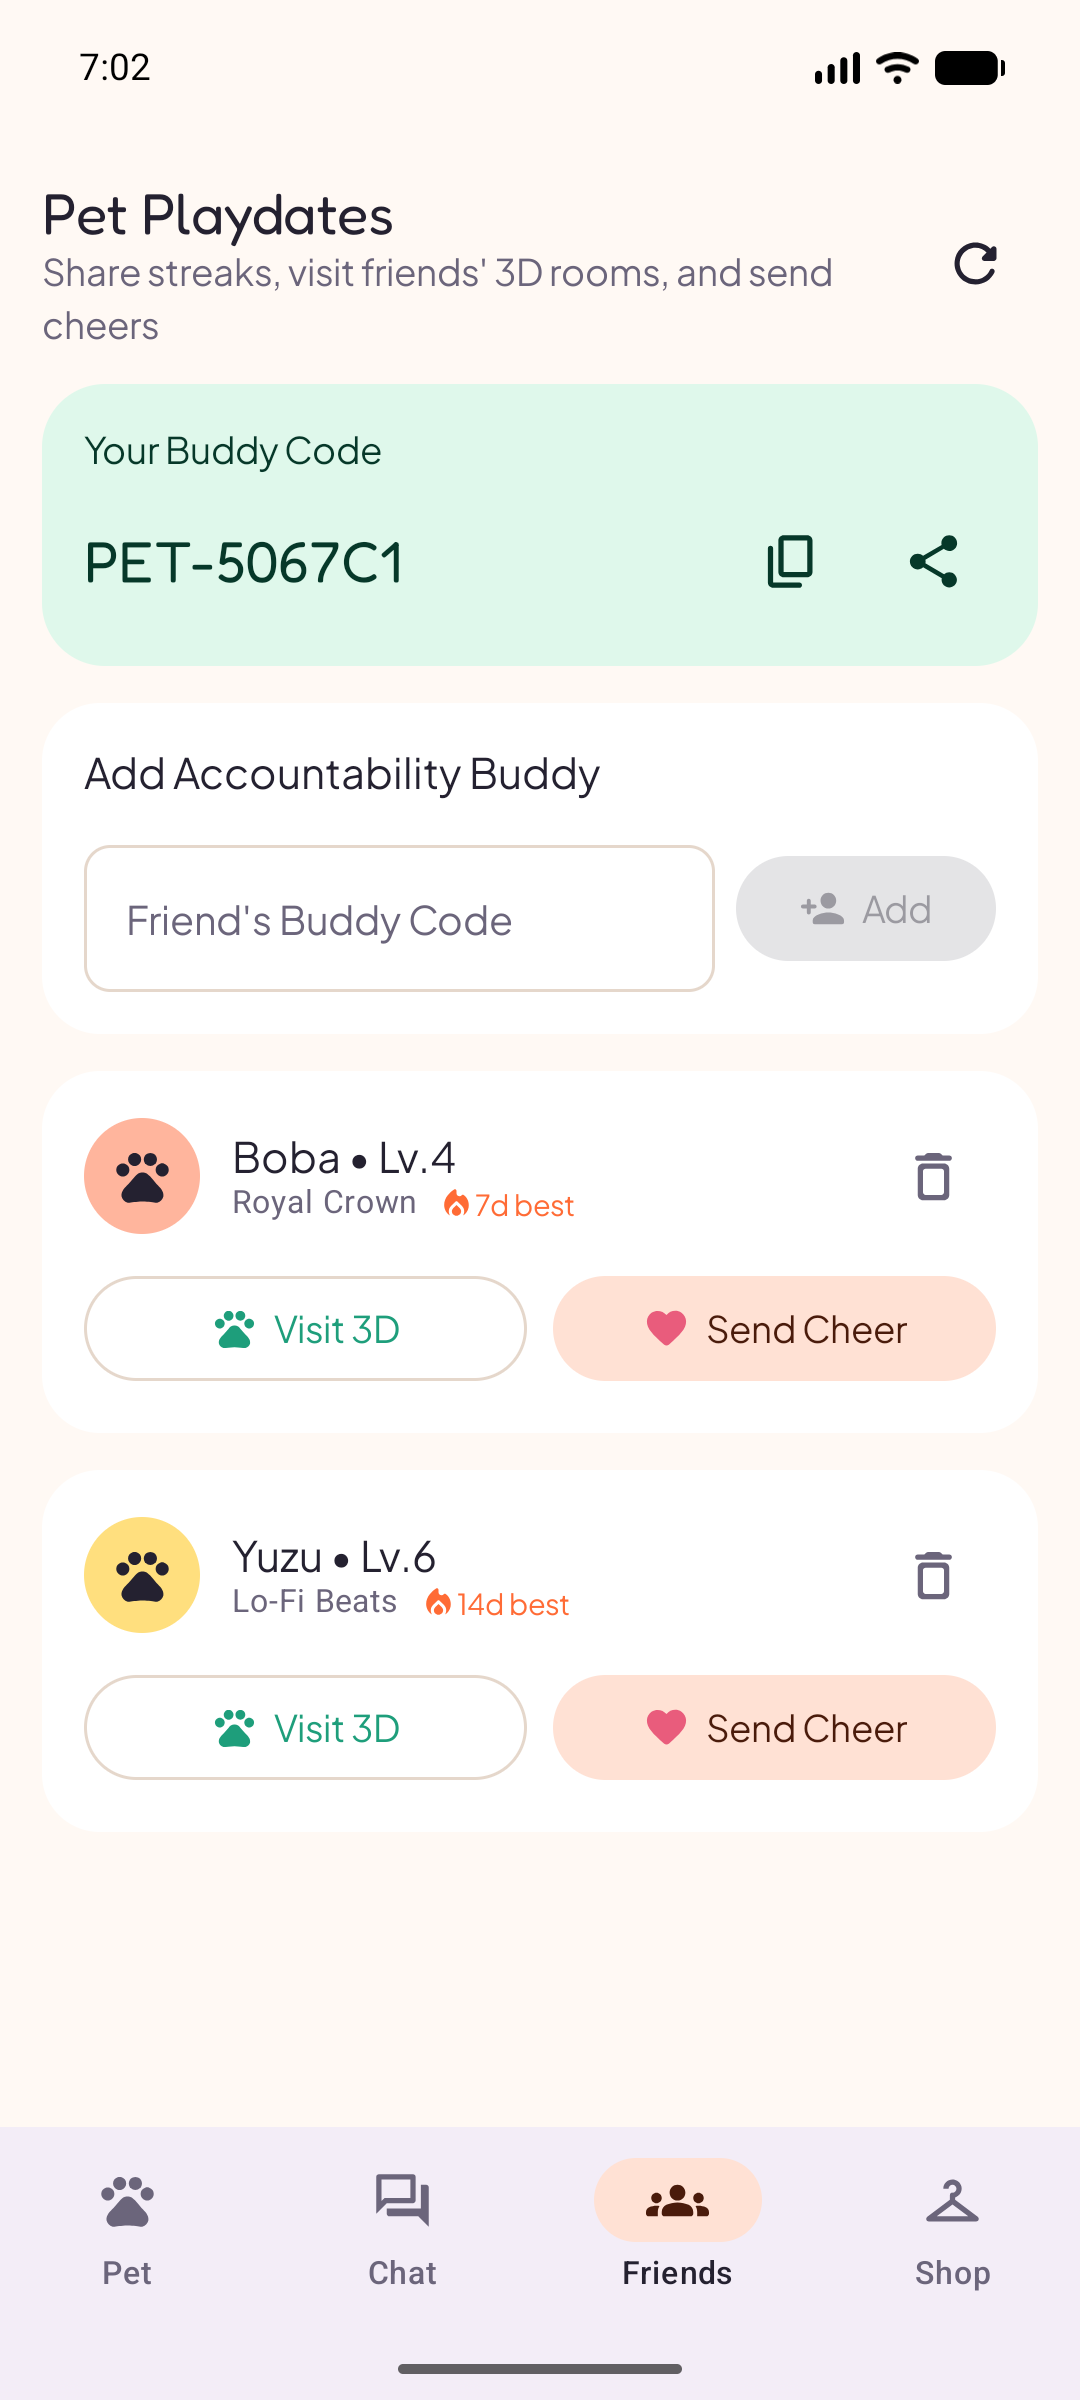 7:02
Pet Playdates
Share streaks, visit friends' 3D rooms, and send
cheers
Your Buddy Code
PET-5067C1
Add Accountability Buddy
Friend's Buddy Code
Add
Boba • Lv.4
Royal Crown 7d best
Visit 3D
Send Cheer
Yuzu • Lv.6
Lo-Fi Beats 14d best
Visit 3D
Send Cheer
Pet
Chat
Friends
Shop